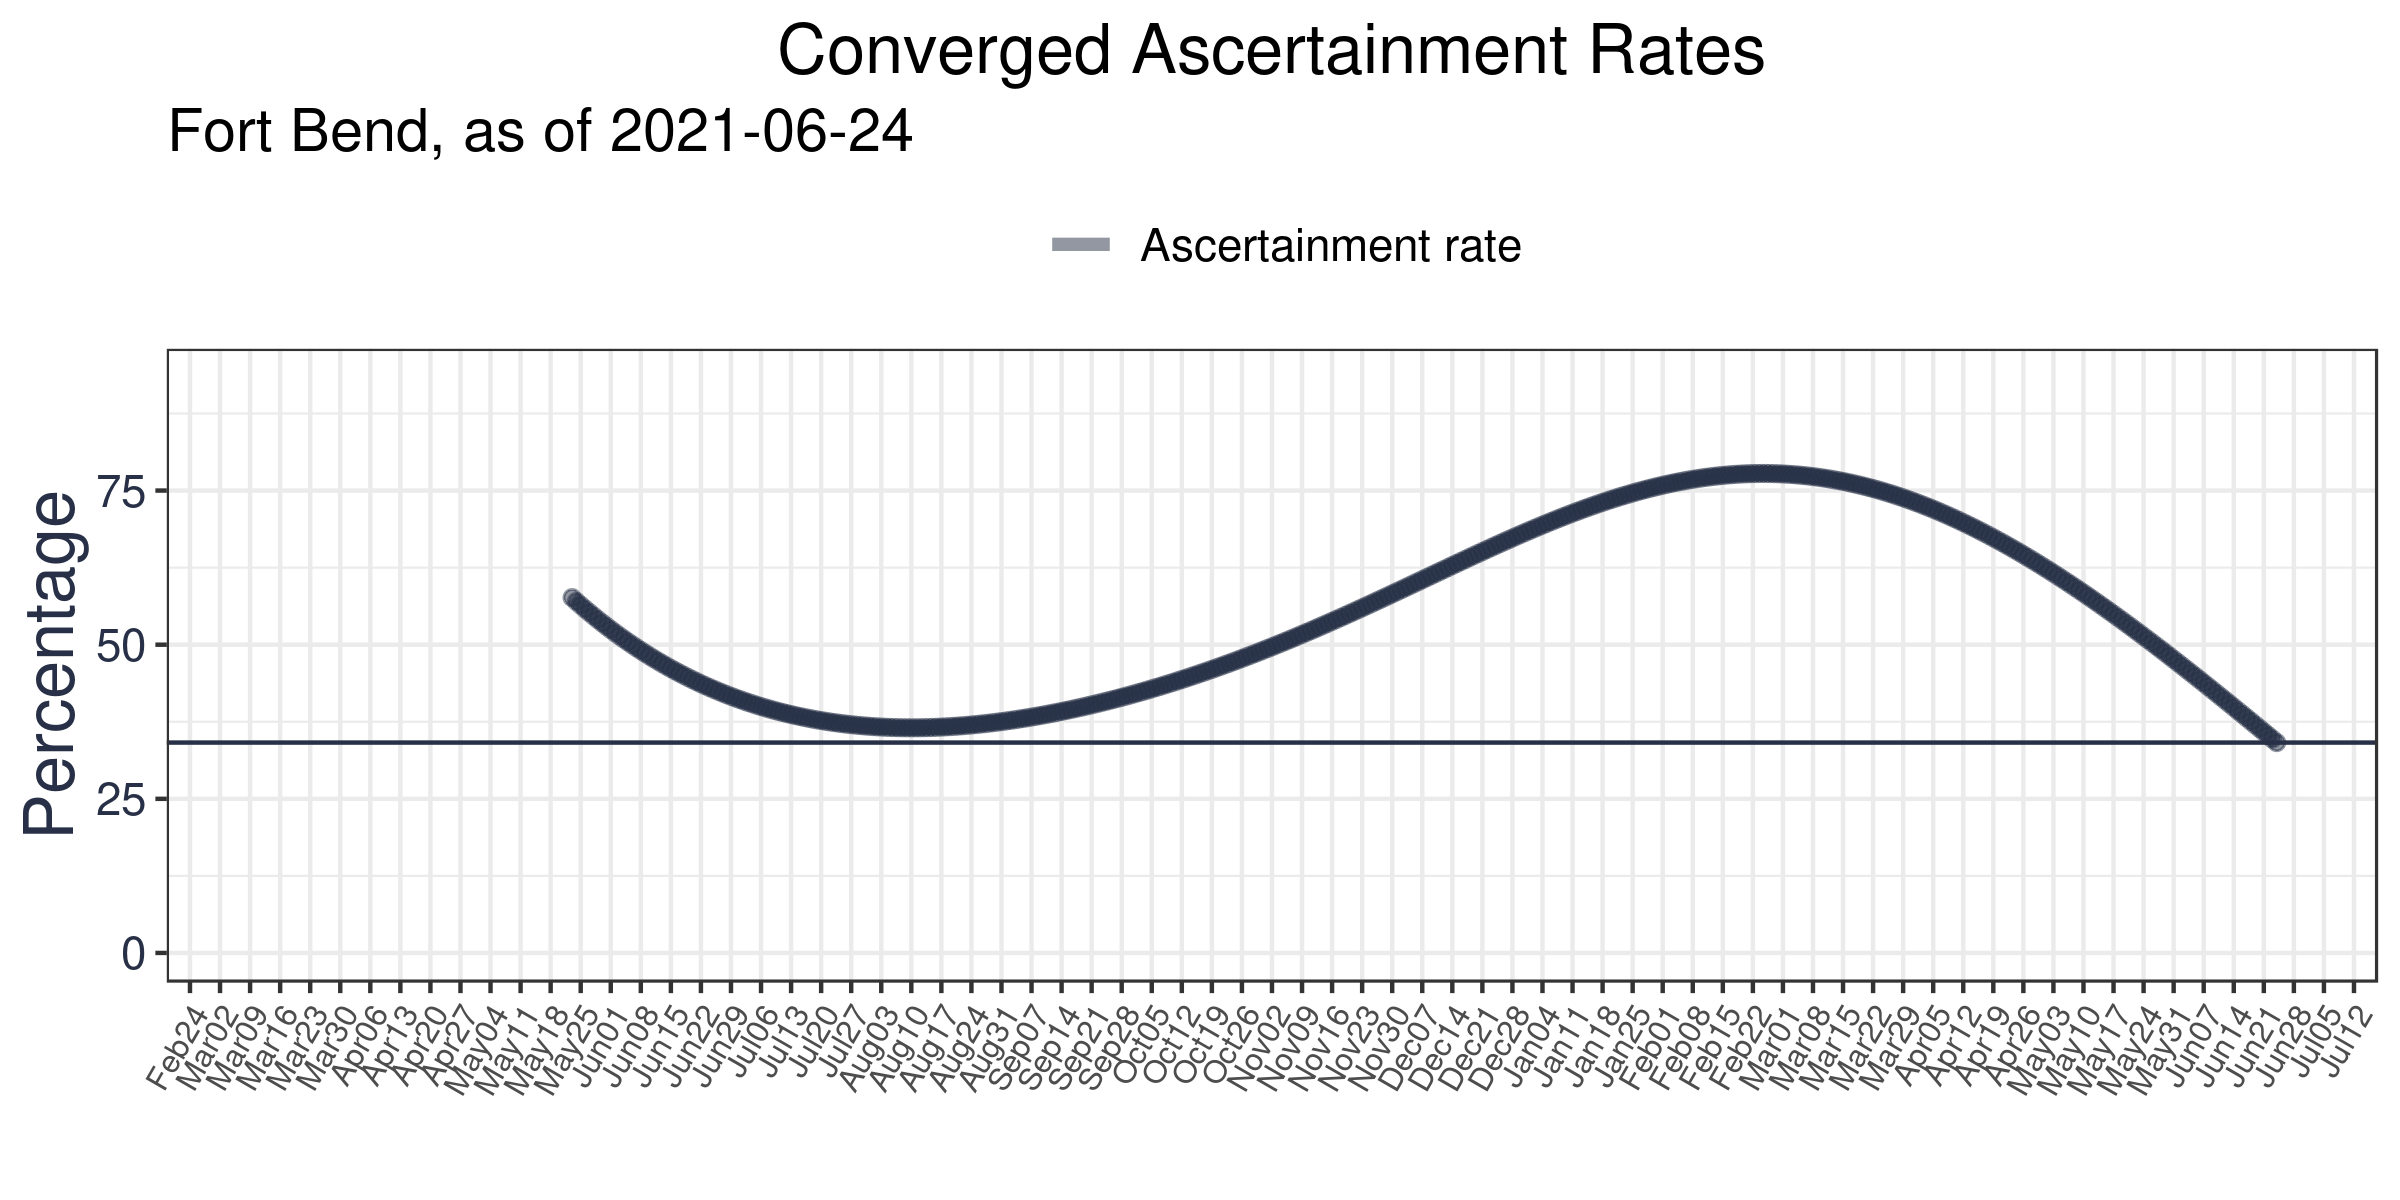 Converged Ascertainment Rates
Fort Bend, as of 2021-06-24
Ascertainment rate
Percentage
75
50
25
0
Feb24 Mar02 Mar09 Mar16 Mar23 Mar30 Apr06 Apr13 Apr20 Apr27 May04 May11 May18 May25 Jun01 Jun08 Jun15 Jun22 Jun29 Jul06 Jul13 Jul20 Jul27 Aug03 Aug10 Aug17 Aug24 Aug31 Sep07 Sep14 Sep21 Sep28 Oct05 Oct12 Oct19 Oct26 Nov02 Nov09 Nov16 Nov23 Nov30 Dec07 Dec14 Dec21 Dec28 Jan04 Jan11 Jan18 Jan25 Feb01 Feb08 Feb15 Feb22 Mar01 Mar08 Mar15 Mar22 Mar29 Apr05 Apr12 Apr19 Apr26 May03 May10 May17 May24 May31 Jun07 Jun14 Jun21 Jun28 Jul05 Jul12